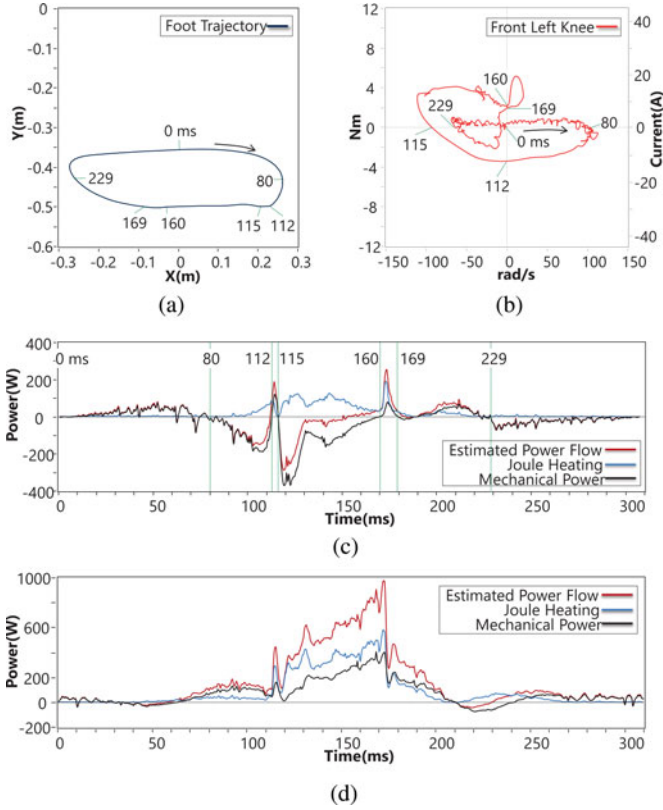 (a)
0
-0.1
-0.2
-0.3
-0.4
-0.5
-0.6
Y(m)
Foot Trajectory
0 ms
229
80
169
160
115
112
-0.3
-0.2
-0.1
0
0.1
0.2
0.3
X(m)
(a)
(b)
12
8
4
0
-4
-8
-12
Nm
Front Left Knee
160
169
229
115
0 ms
80
112
40
20
0
-20
-40
Current(A)
-150
-100
-50
0
50
100
150
rad/s
(b)
400
200
0
-200
-400
Power(W)
0 ms
80
112
115
160
169
229
Estimated Power Flow
Joule Heating
Mechanical Power
0
50
100
150
200
250
300
Time(ms)
(c)
1000
600
200
0
-200
Power(W)
Estimated Power Flow
Joule Heating
Mechanical Power
0
50
100
150
200
250
300
Time(ms)
(d)